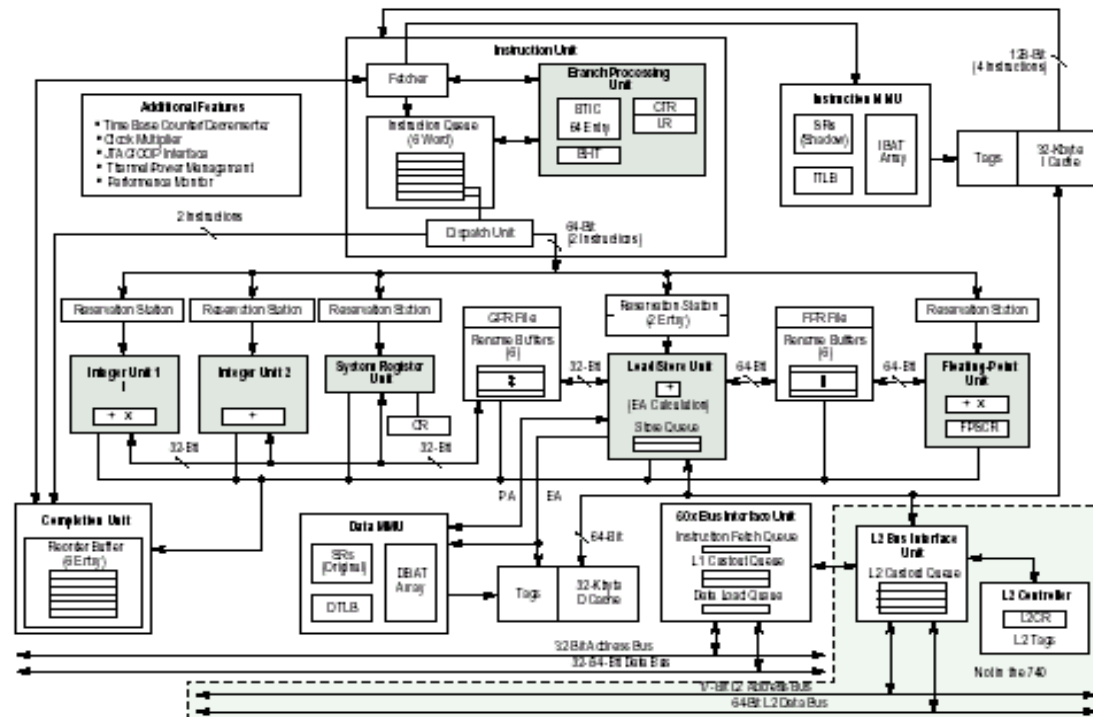 Instruction Unit
Fetcher
Branch Processing
Unit
BTIC
64 Entry
CTR
LR
BHT
Instruction Queue
(6 Word)
Dispatch Unit
64-Bit
(2 Instructions)
2 Instructions
128-Bit
(4 Instructions)
Additional Features
• Time Base Counter/Decrementer
• Clock Multiplier
• JTAG/COP Interface
• Thermal/Power Management
• Performance Monitor
Instruction MMU
SRs
(Shadow)
IBAT
Array
ITLB
Tags
32-Kbyte
I Cache
Reservation Station
Reservation Station
Reservation Station
Reservation Station
(2 Entry)
Reservation Station
GPR File
Rename Buffers
(6)
FPR File
Rename Buffers
(6)
Integer Unit 1
+ x
Integer Unit 2
+
System Register
Unit
CR
32-Bit
Load/Store Unit
+
(EA Calculation)
Store Queue
64-Bit
64-Bit
Floating-Point
Unit
+ x
FPSCR
32-Bit
32-Bit
PA
EA
Completion Unit
Reorder Buffer
(6 Entry)
Data MMU
SRs
(Original)
DBAT
Array
DTLB
64-Bit
Tags
32-Kbyte
D Cache
60x Bus Interface Unit
Instruction Fetch Queue
L1 Castout Queue
Data Load Queue
L2 Bus Interface
Unit
L2 Castout Queue
L2 Controller
L2CR
L2 Tags
Not in the 740
32-Bit Address Bus
32-/64-Bit Data Bus
17-Bit L2 Address Bus
64-Bit L2 Data Bus